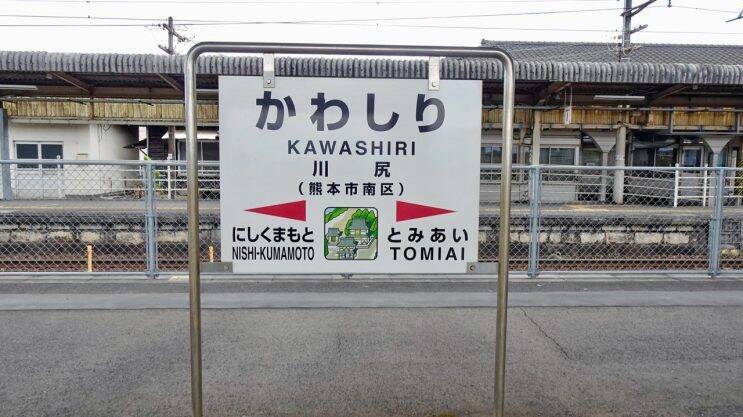 かわしり
KAWASHIRI
川尻
(熊本市南区)
にしくまもと とみあい
NISHI-KUMAMOTO TOMIAI